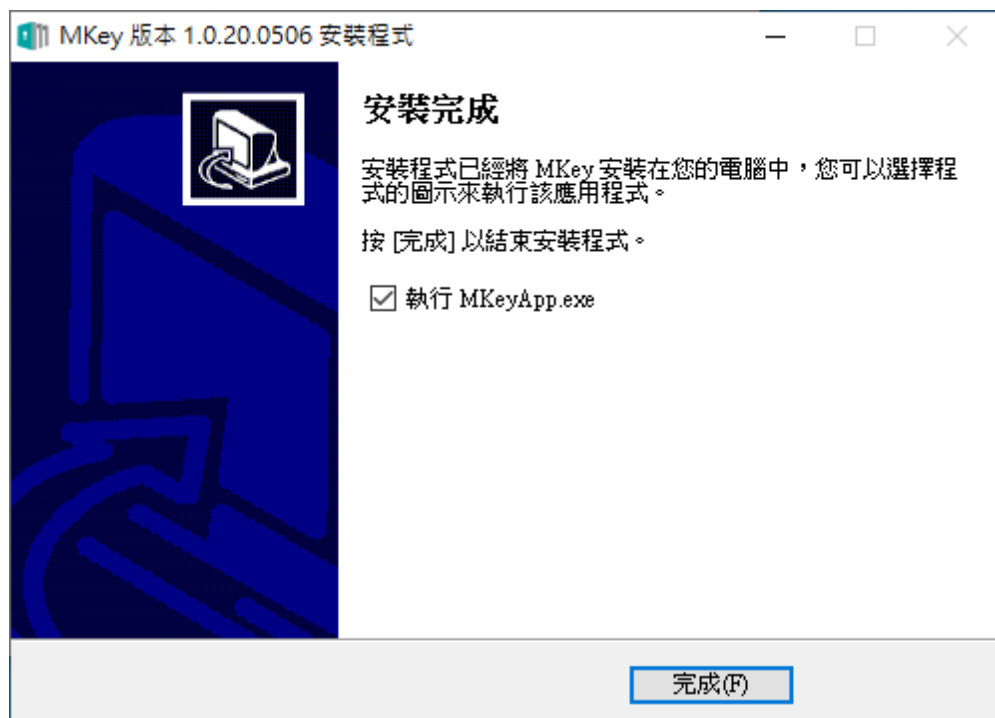 MKey 版本 1.0.20.0506 安裝程式
安裝完成
安裝程式已經將 MKey 安裝在您的電腦中，您可以選擇程
式的圖示來執行該應用程式。
按 [完成] 以結束安裝程式。
執行 MKeyApp.exe
完成(F)